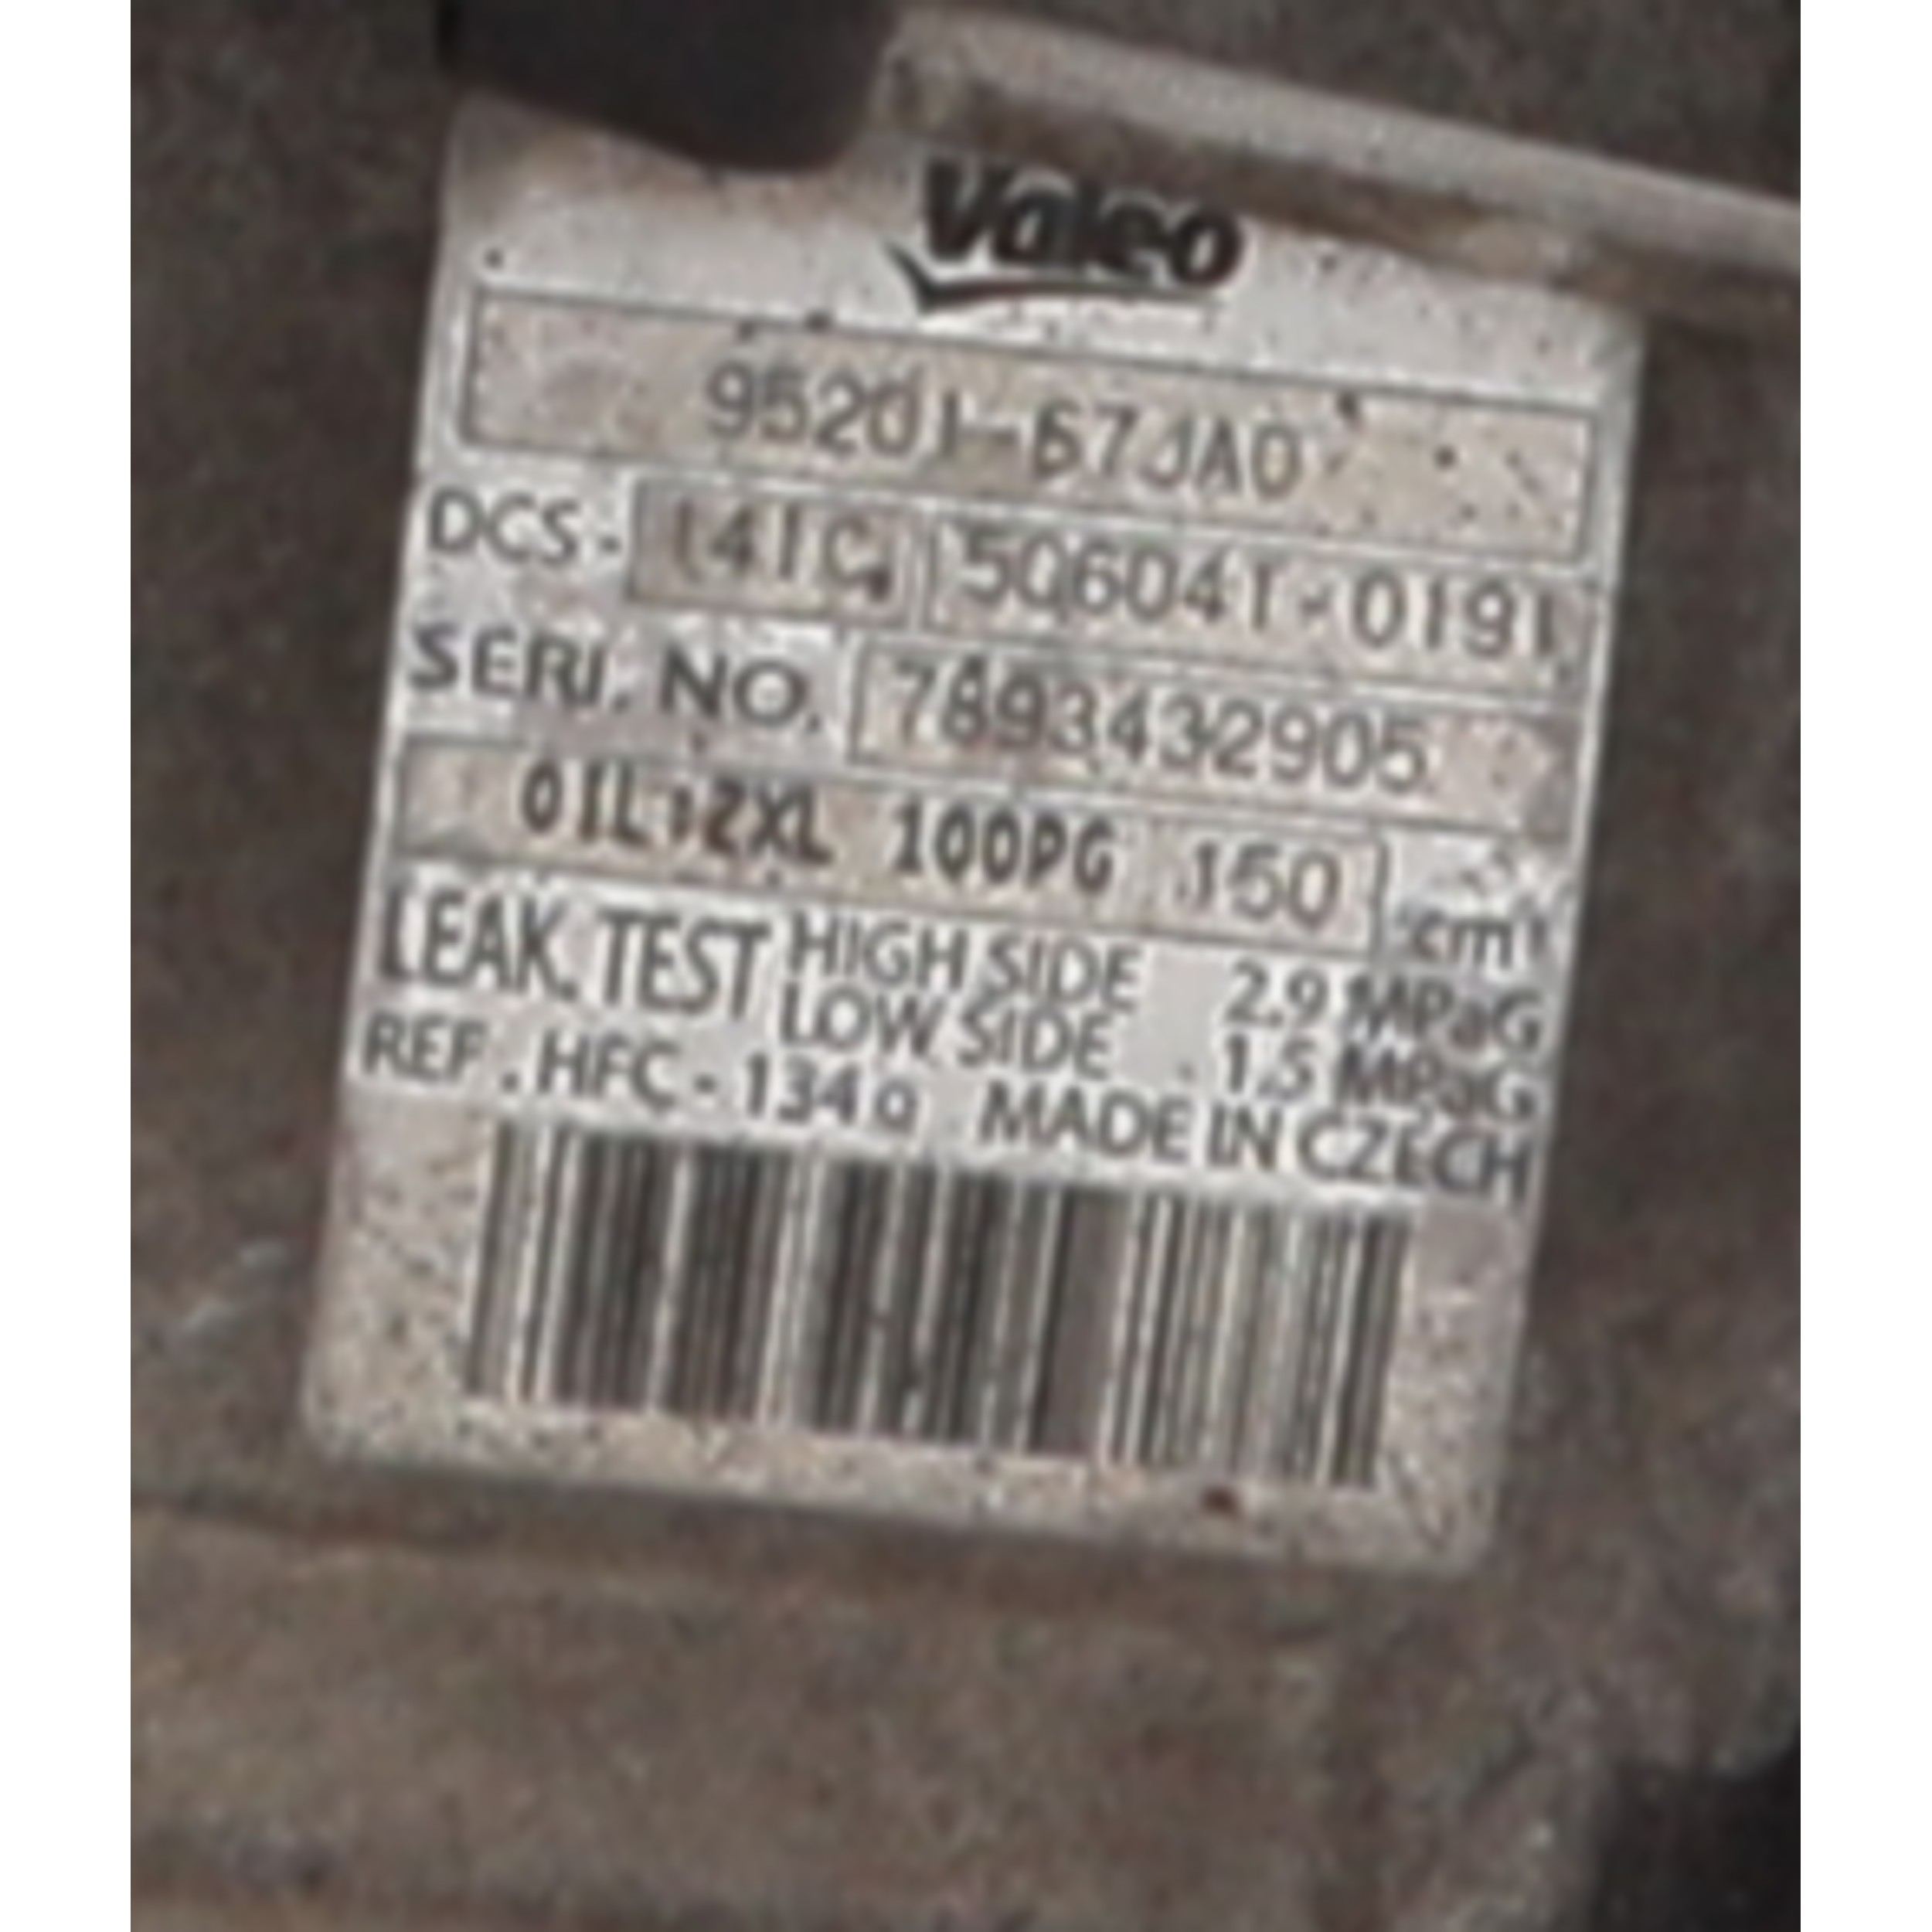 Valeo
95201-67JA0
DCS-141C 506041-0191
SERI. NO. 7893432905
OIL:ZXL 100PG 150 cm³
LEAK TEST HIGH SIDE 2.9 MPaG
LOW SIDE 1.5 MPaG
REF. HFC-134a MADE IN CZECH